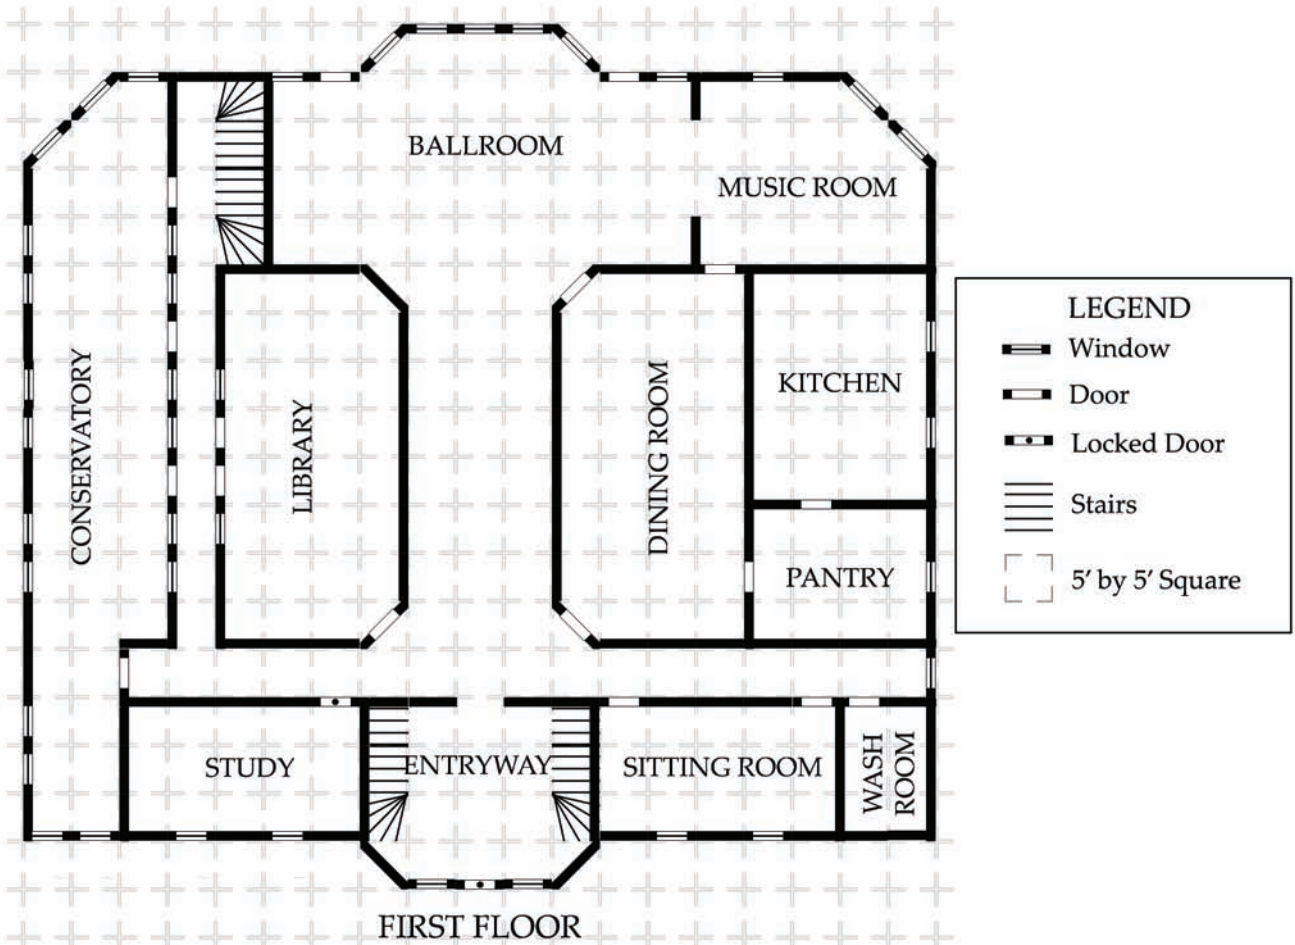 BALLROOM
MUSIC ROOM
CONSERVATORY
LIBRARY
DINING ROOM
KITCHEN
PANTRY
STUDY
ENTRYWAY
SITTING ROOM
WASH
ROOM
FIRST FLOOR
LEGEND
Window
Door
Locked Door
Stairs
5' by 5' Square